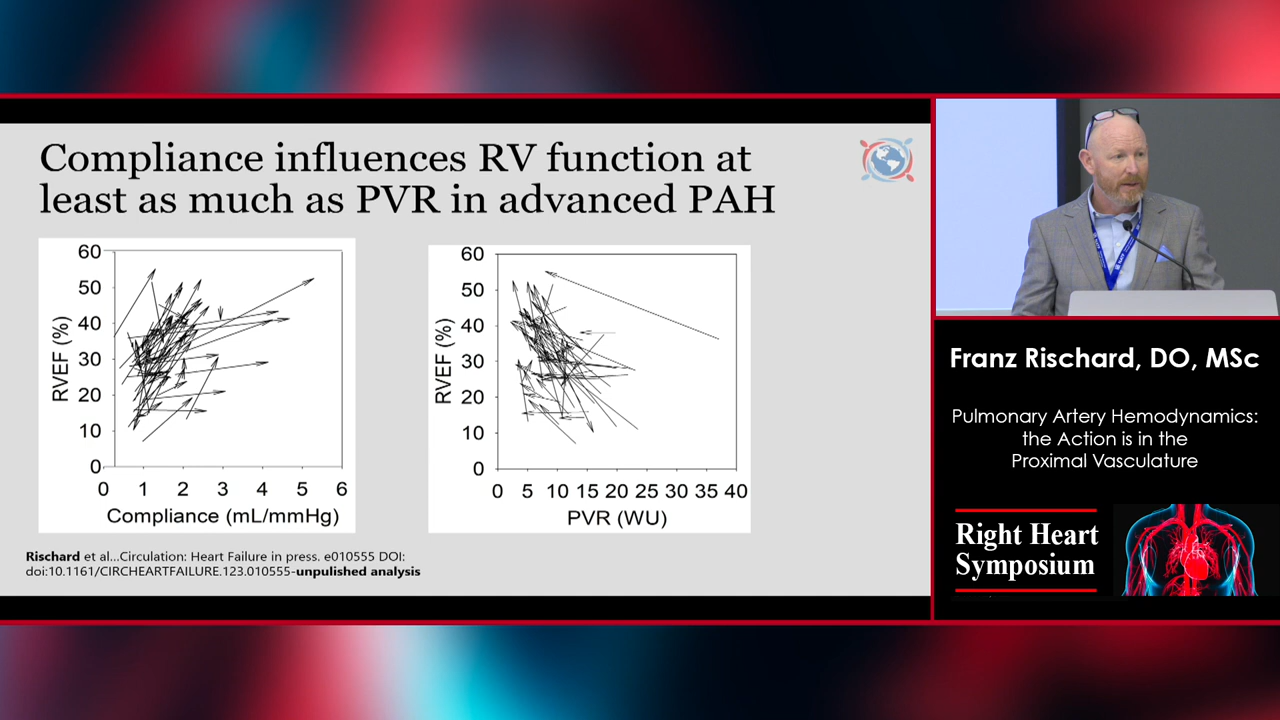 Compliance influences RV function at
least as much as PVR in advanced PAH
60
50
40
30
20
10
0
RVEF (%)
0 1 2 3 4 5 6
Compliance (mL/mmHg)
60
50
40
30
20
10
0
RVEF (%)
0 5 10 15 20 25 30 35 40
PVR (WU)
Rischard et al...Circulation: Heart Failure in press. e010555 DOI:
doi:10.1161/CIRCHEARTFAILURE.123.010555-unpulished analysis
Franz Rischard, DO, MSc
Pulmonary Artery Hemodynamics:
the Action is in the
Proximal Vasculature
Right Heart
Symposium